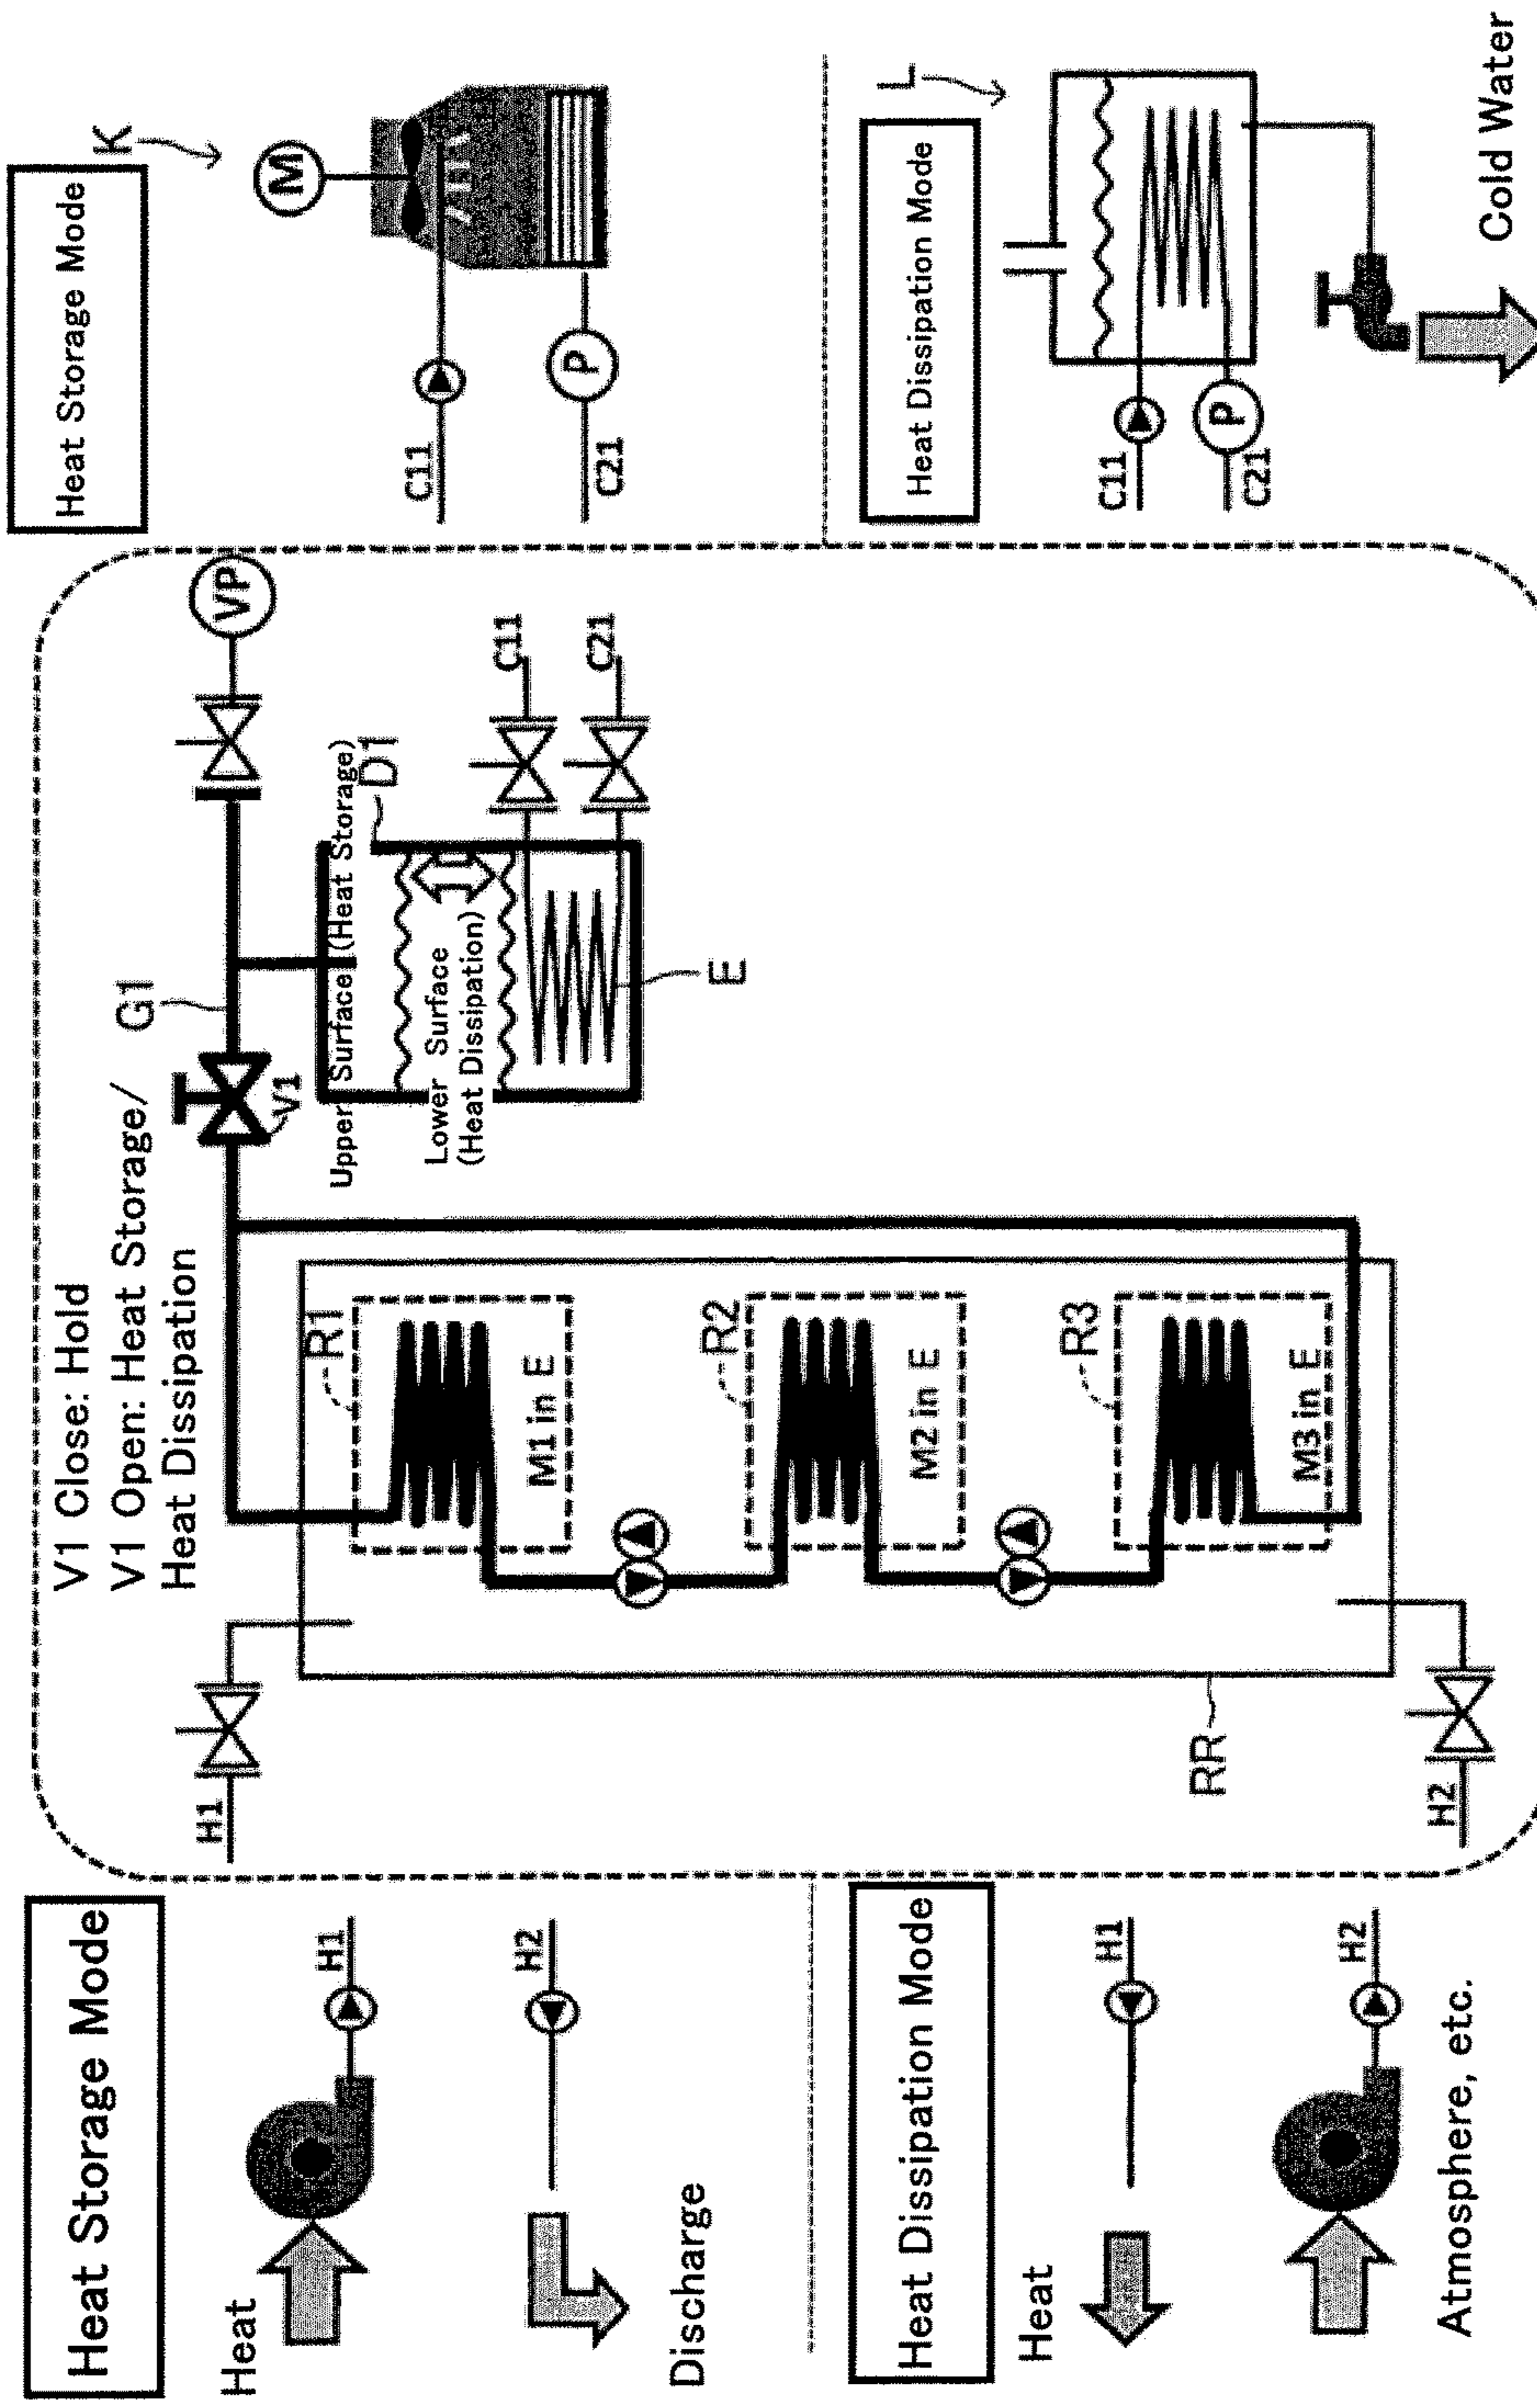 Heat Storage Mode
Heat
H1
H2
Discharge
Heat Dissipation Mode
Heat
H1
H2
Atmosphere, etc.
V1 Close: Hold
V1 Open: Heat Storage/
Heat Dissipation
H1
H2
RR
R1
M1 in E
R2
M2 in E
R3
M3 in E
V1
G1
VP
Upper Surface (Heat Storage)
Lower Surface
(Heat Dissipation)
D1
E
C11
C21
Heat Storage Mode
K
M
C11
P
C21
Heat Dissipation Mode
L
C11
P
C21
Cold Water